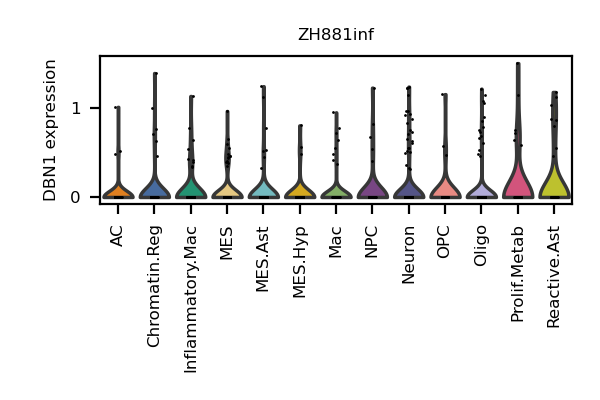 ZH881inf
DBN1 expression
1
0
AC
Chromatin.Reg
Inflammatory.Mac
MES
MES.Ast
MES.Hyp
Mac
NPC
Neuron
OPC
Oligo
Prolif.Metab
Reactive.Ast